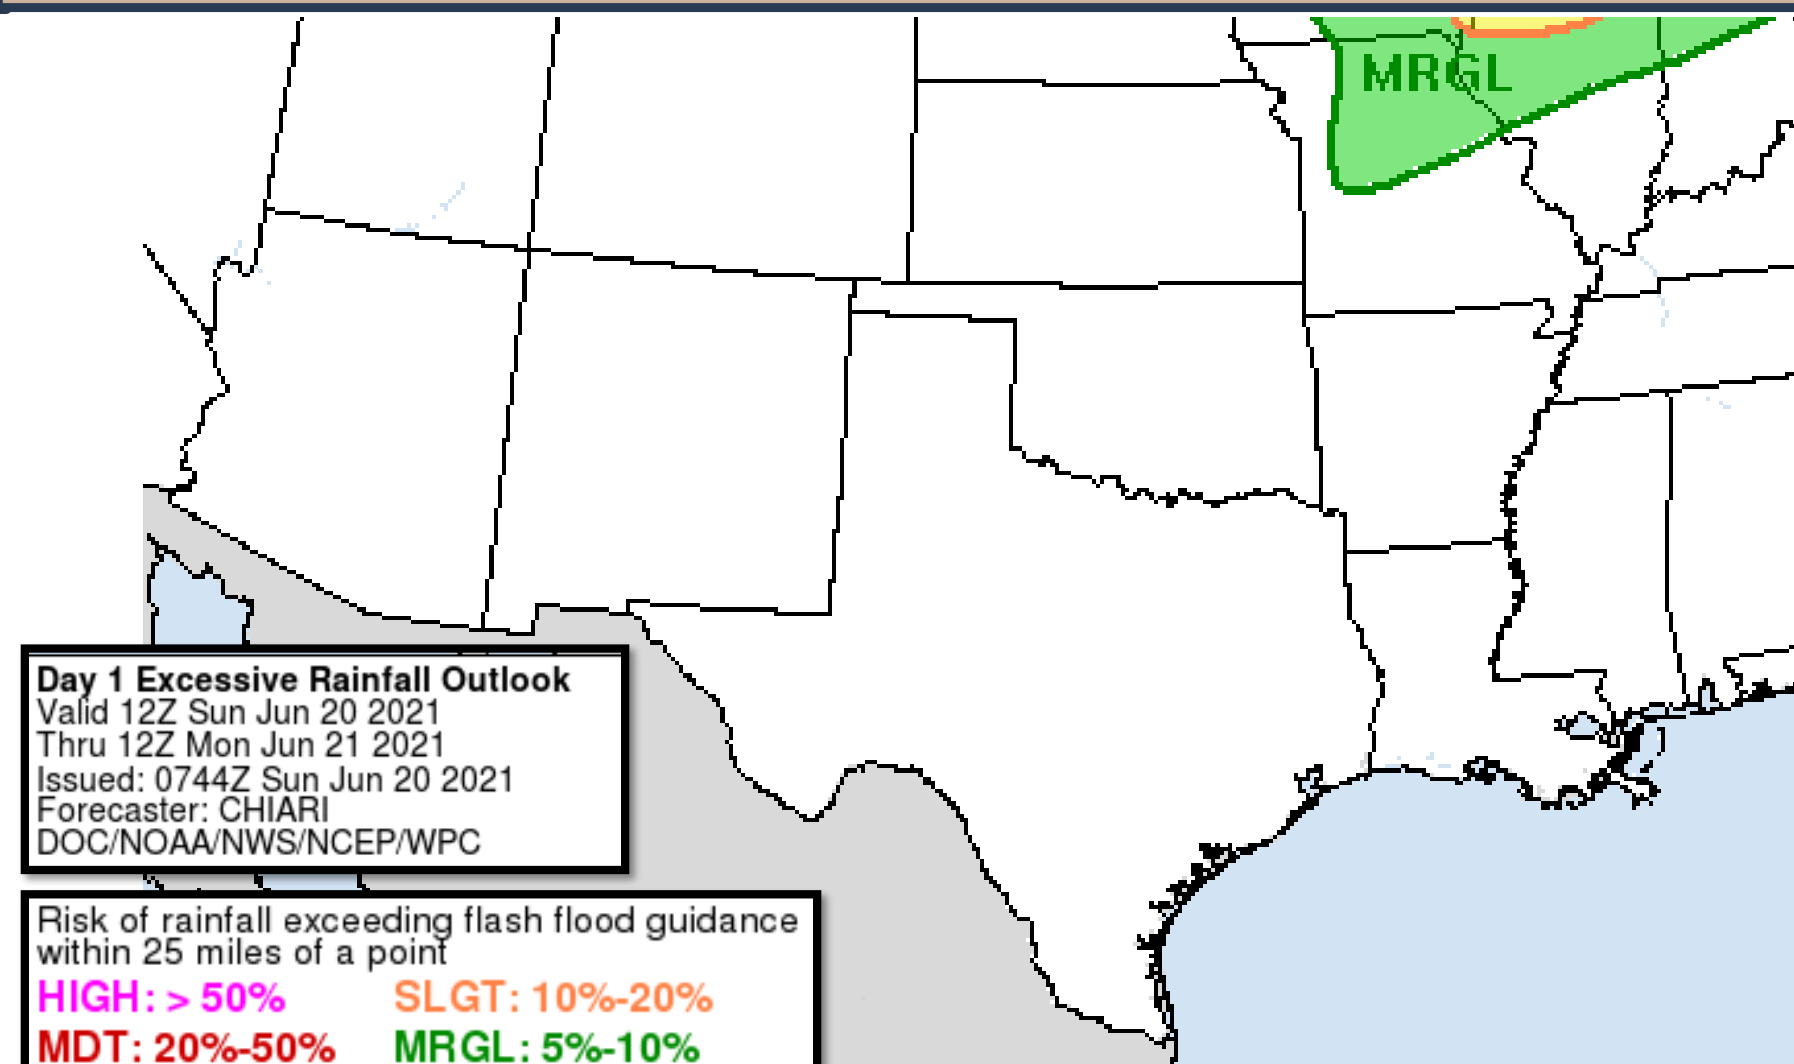 MRGL
Day 1 Excessive Rainfall Outlook
Valid 12Z Sun Jun 20 2021
Thru 12Z Mon Jun 21 2021
Issued: 0744Z Sun Jun 20 2021
Forecaster: CHIARI
DOC/NOAA/NWS/NCEP/WPC
Risk of rainfall exceeding flash flood guidance
within 25 miles of a point
HIGH: > 50% SLGT: 10%-20%
MDT: 20%-50% MRGL: 5%-10%